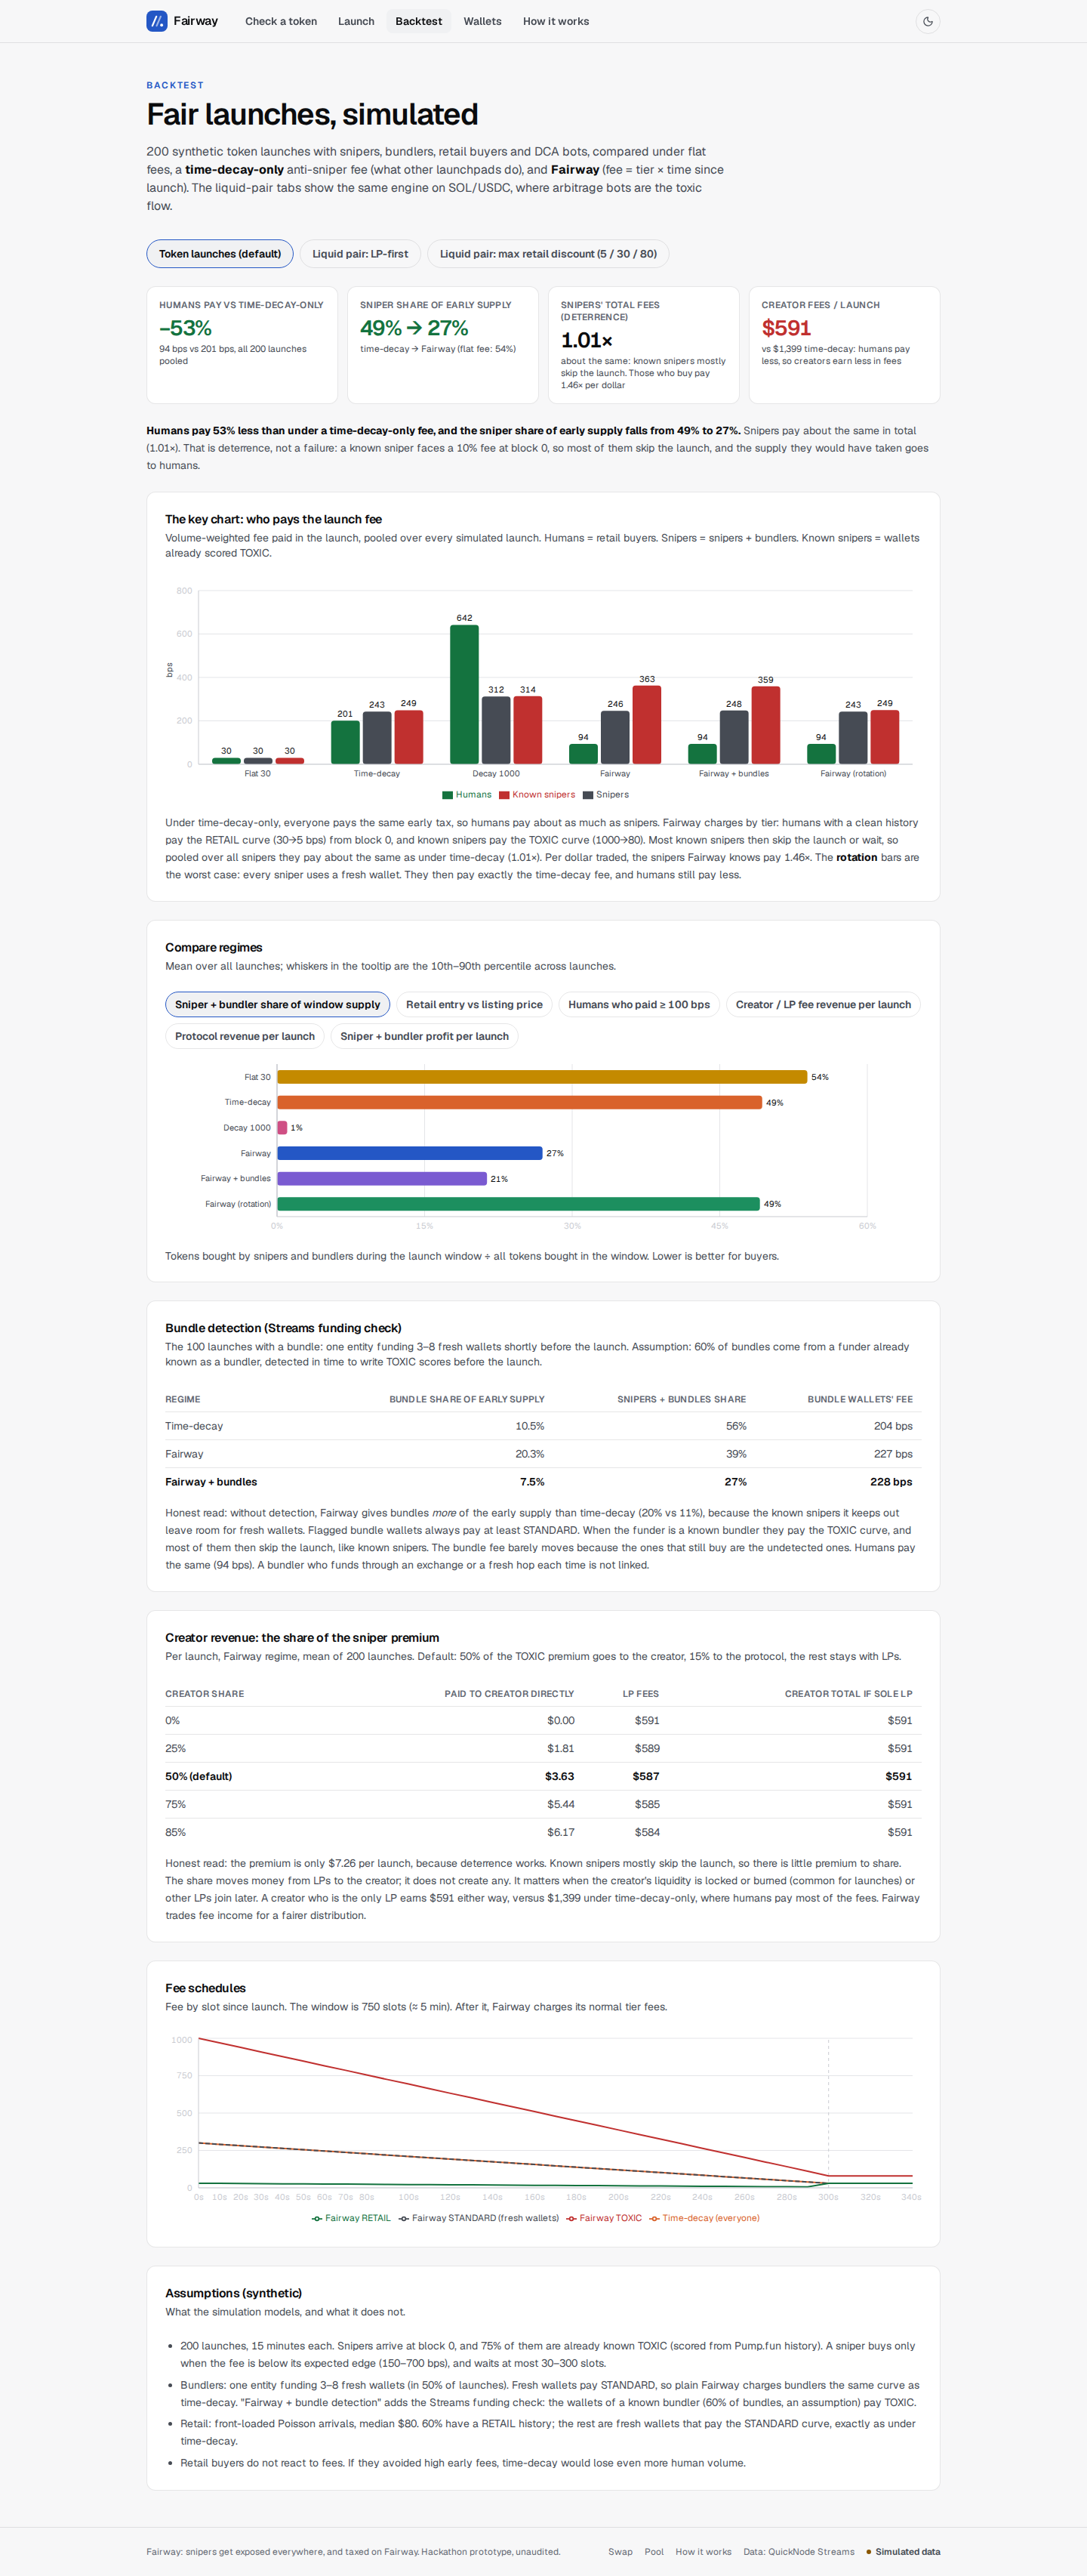 Fairway
Check a token
Launch
Backtest
Wallets
How it works
BACKTEST
Fair launches, simulated
200 synthetic token launches with snipers, bundlers, retail buyers and DCA bots, compared under flat
fees, a time-decay-only anti-sniper fee (what other launchpads do), and Fairway (fee = tier × time since
launch). The liquid-pair tabs show the same engine on SOL/USDC, where arbitrage bots are the toxic
flow.
Token launches (default)
Liquid pair: LP-first
Liquid pair: max retail discount (5 / 30 / 80)
HUMANS PAY VS TIME-DECAY-ONLY
–53%
94 bps vs 201 bps, all 200 launches
pooled
SNIPER SHARE OF EARLY SUPPLY
49% → 27%
time-decay → Fairway (flat fee: 54%)
SNIPERS' TOTAL FEES
(DETERRENCE)
1.01×
about the same: known snipers mostly
skip the launch. Those who buy pay
1.46× per dollar
CREATOR FEES / LAUNCH
$591
vs $1,399 time-decay: humans pay
less, so creators earn less in fees
Humans pay 53% less than under a time-decay-only fee, and the sniper share of early supply falls from 49% to 27%. Snipers pay about the same in total
(1.01×). That is deterrence, not a failure: a known sniper faces a 10% fee at block 0, so most of them skip the launch, and the supply they would have taken goes
to humans.
The key chart: who pays the launch fee
Volume-weighted fee paid in the launch, pooled over every simulated launch. Humans = retail buyers. Snipers = snipers + bundlers. Known snipers = wallets
already scored TOXIC.
800
600
400
200
0
bps
30 30 30
201 243 249
642 312 314
94 246 363
94 248 359
94 243 249
Flat 30
Time-decay
Decay 1000
Fairway
Fairway + bundles
Fairway (rotation)
Humans
Known snipers
Snipers
Under time-decay-only, everyone pays the same early tax, so humans pay about as much as snipers. Fairway charges by tier: humans with a clean history
pay the RETAIL curve (30→5 bps) from block 0, and known snipers pay the TOXIC curve (1000→80). Most known snipers then skip the launch or wait, so
pooled over all snipers they pay about the same as under time-decay (1.01×). Per dollar traded, the snipers Fairway knows pay 1.46×. The rotation bars are
the worst case: every sniper uses a fresh wallet. They then pay exactly the time-decay fee, and humans still pay less.
Compare regimes
Mean over all launches; whiskers in the tooltip are the 10th–90th percentile across launches.
Sniper + bundler share of window supply
Retail entry vs listing price
Humans who paid ≥ 100 bps
Creator / LP fee revenue per launch
Protocol revenue per launch
Sniper + bundler profit per launch
Flat 30 54%
Time-decay 49%
Decay 1000 1%
Fairway 27%
Fairway + bundles 21%
Fairway (rotation) 49%
0% 15% 30% 45% 60%
Tokens bought by snipers and bundlers during the launch window ÷ all tokens bought in the window. Lower is better for buyers.
Bundle detection (Streams funding check)
The 100 launches with a bundle: one entity funding 3–8 fresh wallets shortly before the launch. Assumption: 60% of bundles come from a funder already
known as a bundler, detected in time to write TOXIC scores before the launch.
REGIME BUNDLE SHARE OF EARLY SUPPLY SNIPERS + BUNDLES SHARE BUNDLE WALLETS' FEE
Time-decay 10.5% 56% 204 bps
Fairway 20.3% 39% 227 bps
Fairway + bundles 7.5% 27% 228 bps
Honest read: without detection, Fairway gives bundles more of the early supply than time-decay (20% vs 11%), because the known snipers it keeps out
leave room for fresh wallets. Flagged bundle wallets always pay at least STANDARD. When the funder is a known bundler they pay the TOXIC curve, and
most of them then skip the launch, like known snipers. The bundle fee barely moves because the ones that still buy are the undetected ones. Humans pay
the same (94 bps). A bundler who funds through an exchange or a fresh hop each time is not linked.
Creator revenue: the share of the sniper premium
Per launch, Fairway regime, mean of 200 launches. Default: 50% of the TOXIC premium goes to the creator, 15% to the protocol, the rest stays with LPs.
CREATOR SHARE PAID TO CREATOR DIRECTLY LP FEES CREATOR TOTAL IF SOLE LP
0% $0.00 $591 $591
25% $1.81 $589 $591
50% (default) $3.63 $587 $591
75% $5.44 $585 $591
85% $6.17 $584 $591
Honest read: the premium is only $7.26 per launch, because deterrence works. Known snipers mostly skip the launch, so there is little premium to share.
The share moves money from LPs to the creator; it does not create any. It matters when the creator's liquidity is locked or burned (common for launches) or
other LPs join later. A creator who is the only LP earns $591 either way, versus $1,399 under time-decay-only, where humans pay most of the fees. Fairway
trades fee income for a fairer distribution.
Fee schedules
Fee by slot since launch. The window is 750 slots (≈ 5 min). After it, Fairway charges its normal tier fees.
1000
750
500
250
0
0s 10s 20s 30s 40s 50s 60s 70s 80s 100s 120s 140s 160s 180s 200s 220s 240s 260s 280s 300s 320s 340s
Fairway RETAIL
Fairway STANDARD (fresh wallets)
Fairway TOXIC
Time-decay (everyone)
Assumptions (synthetic)
What the simulation models, and what it does not.
• 200 launches, 15 minutes each. Snipers arrive at block 0, and 75% of them are already known TOXIC (scored from Pump.fun history). A sniper buys only
when the fee is below its expected edge (150–700 bps), and waits at most 30–300 slots.
• Bundlers: one entity funding 3–8 fresh wallets (in 50% of launches). Fresh wallets pay STANDARD, so plain Fairway charges bundlers the same curve as
time-decay. "Fairway + bundle detection" adds the Streams funding check: the wallets of a known bundler (60% of bundles, an assumption) pay TOXIC.
• Retail: front-loaded Poisson arrivals, median $80. 60% have a RETAIL history; the rest are fresh wallets that pay the STANDARD curve, exactly as under
time-decay.
• Retail buyers do not react to fees. If they avoided high early fees, time-decay would lose even more human volume.
Fairway: snipers get exposed everywhere, and taxed on Fairway. Hackathon prototype, unaudited.
Swap
Pool
How it works
Data: QuickNode Streams
Simulated data